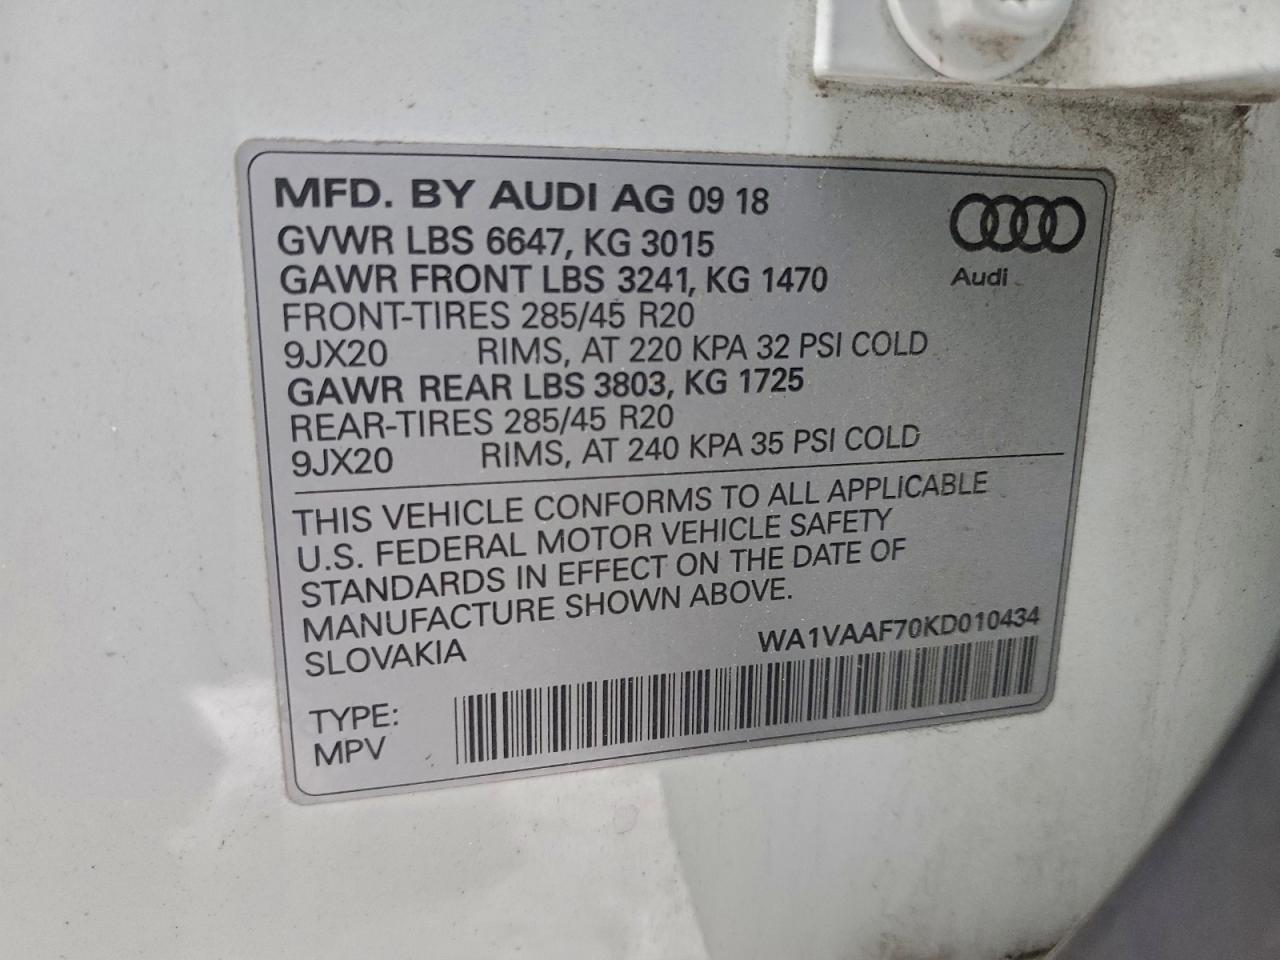 MFD. BY AUDI AG 09 18
GVWR LBS 6647, KG 3015
GAWR FRONT LBS 3241, KG 1470
FRONT-TIRES 285/45 R20
9JX20 RIMS, AT 220 KPA 32 PSI COLD
GAWR REAR LBS 3803, KG 1725
REAR-TIRES 285/45 R20
9JX20 RIMS, AT 240 KPA 35 PSI COLD
Audi
THIS VEHICLE CONFORMS TO ALL APPLICABLE
U.S. FEDERAL MOTOR VEHICLE SAFETY
STANDARDS IN EFFECT ON THE DATE OF
MANUFACTURE SHOWN ABOVE.
SLOVAKIA
WA1VAAF70KD010434
TYPE:
MPV